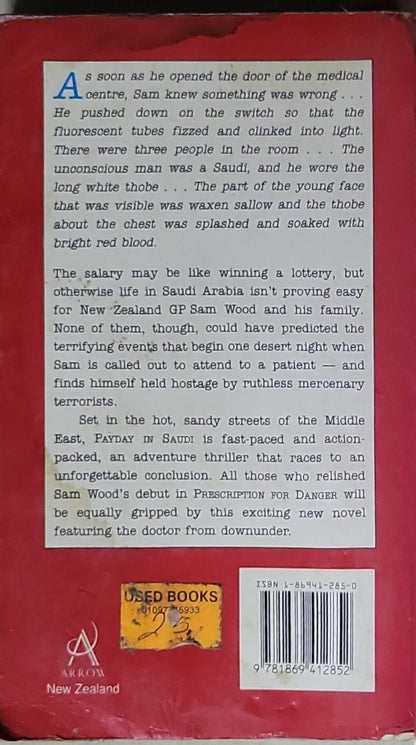 As soon as he opened the door of the medical
centre, Sam knew something was wrong . . .
He pushed down on the switch so that the
fluorescent tubes fizzed and clinked into light.
There were three people in the room . . . The
unconscious man was a Saudi, and he wore the
long white thobe . . . The part of the young face
that was visible was waxen sallow and the thobe
about the chest was splashed and soaked with
bright red blood.
The salary may be like winning a lottery, but
otherwise life in Saudi Arabia isn't proving easy
for New Zealand GP Sam Wood and his family.
None of them, though, could have predicted the
terrifying events that begin one desert night when
Sam is called out to attend to a patient — and
finds himself held hostage by ruthless mercenary
terrorists.
Set in the hot, sandy streets of the Middle
East, PAYDAY IN SAUDI is fast-paced and action-
packed, an adventure thriller that races to an
unforgettable conclusion. All those who relished
Sam Wood's debut in PRESCRIPTION FOR DANGER will
be equally gripped by this exciting new novel
featuring the doctor from downunder.
USED BOOKS
ISBN 1-86941-285-0
9 781869 412852
ARROW
New Zealand